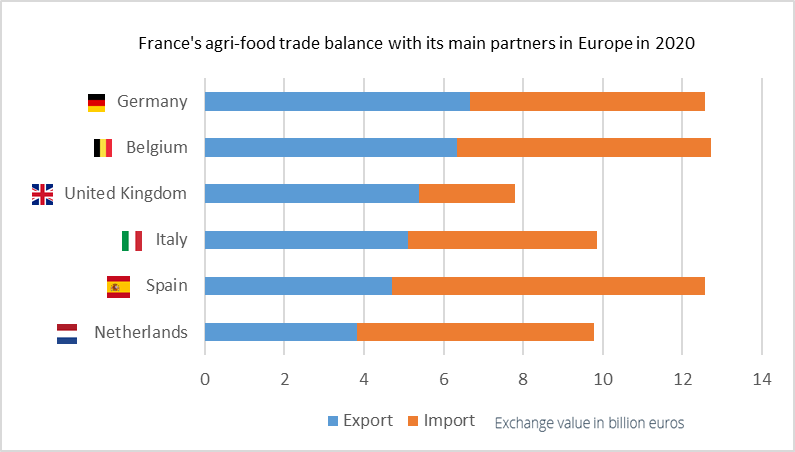 France's agri-food trade balance with its main partners in Europe in 2020
Germany
Belgium
United Kingdom
Italy
Spain
Netherlands
0 2 4 6 8 10 12 14
Export Import Exchange value in billion euros